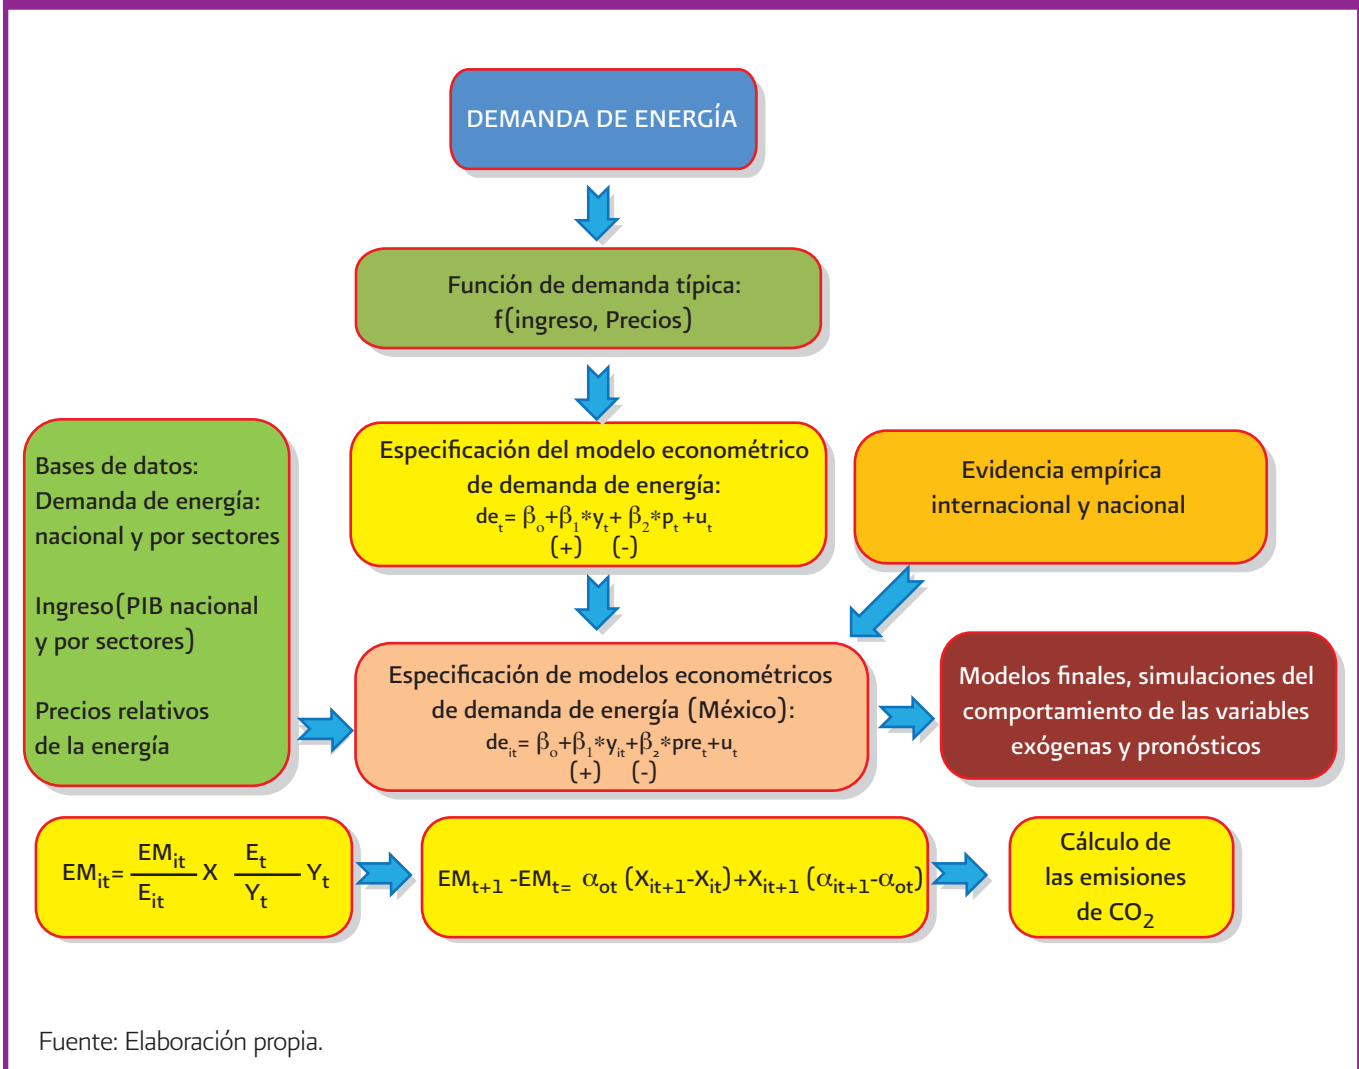 DEMANDA DE ENERGÍA
Función de demanda típica:
f(ingreso, Precios)
Especificación del modelo econométrico
de demanda de energía:
de_t= β_o+β_1*y_t+ β_2*p_t+u_t
(+) (-)
Evidencia empírica
internacional y nacional
Bases de datos:
Demanda de energía:
nacional y por sectores
Ingreso(PIB nacional
y por sectores)
Precios relativos
de la energía
Especificación de modelos econométricos
de demanda de energía (México):
de_it= β_o+β_1*y_it+β_2*pre_t+u_t
(+) (-)
Modelos finales, simulaciones del
comportamiento de las variables
exógenas y pronósticos
EM_it= EM_it/E_it X E_t/Y_t Y_t
EM_t+1 -EM_t= α_ot (X_it+1-X_it)+X_it+1 (α_it+1-α_ot)
Cálculo de
las emisiones
de CO_2
Fuente: Elaboración propia.